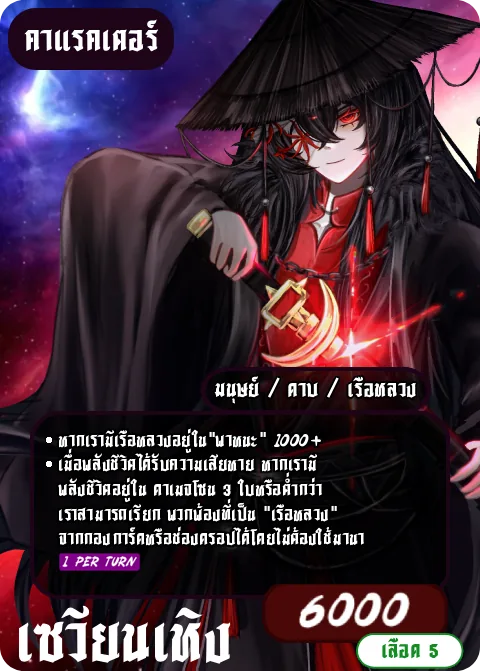 คาแรคเตอร์
มนุษย์ / ดาบ / เรือหลวง
• หากเรามีเรือหลวงอยู่ใน"พาหนะ" 1000+
• เมื่อพลังชีวิตได้รับความเสียหาย หากเรามี
พลังชีวิตอยู่ใน ดาเมจโซน 3 ใบหรือต่ำกว่า
เราสามารถเรียก พวกพ้องที่เป็น "เรือหลวง"
จากกองการ์ดหรือช่องดรอปได้โดยไม่ต้องใช้มานา
1 PER TURN
6000
เซวียนเหิง
เลือด 5